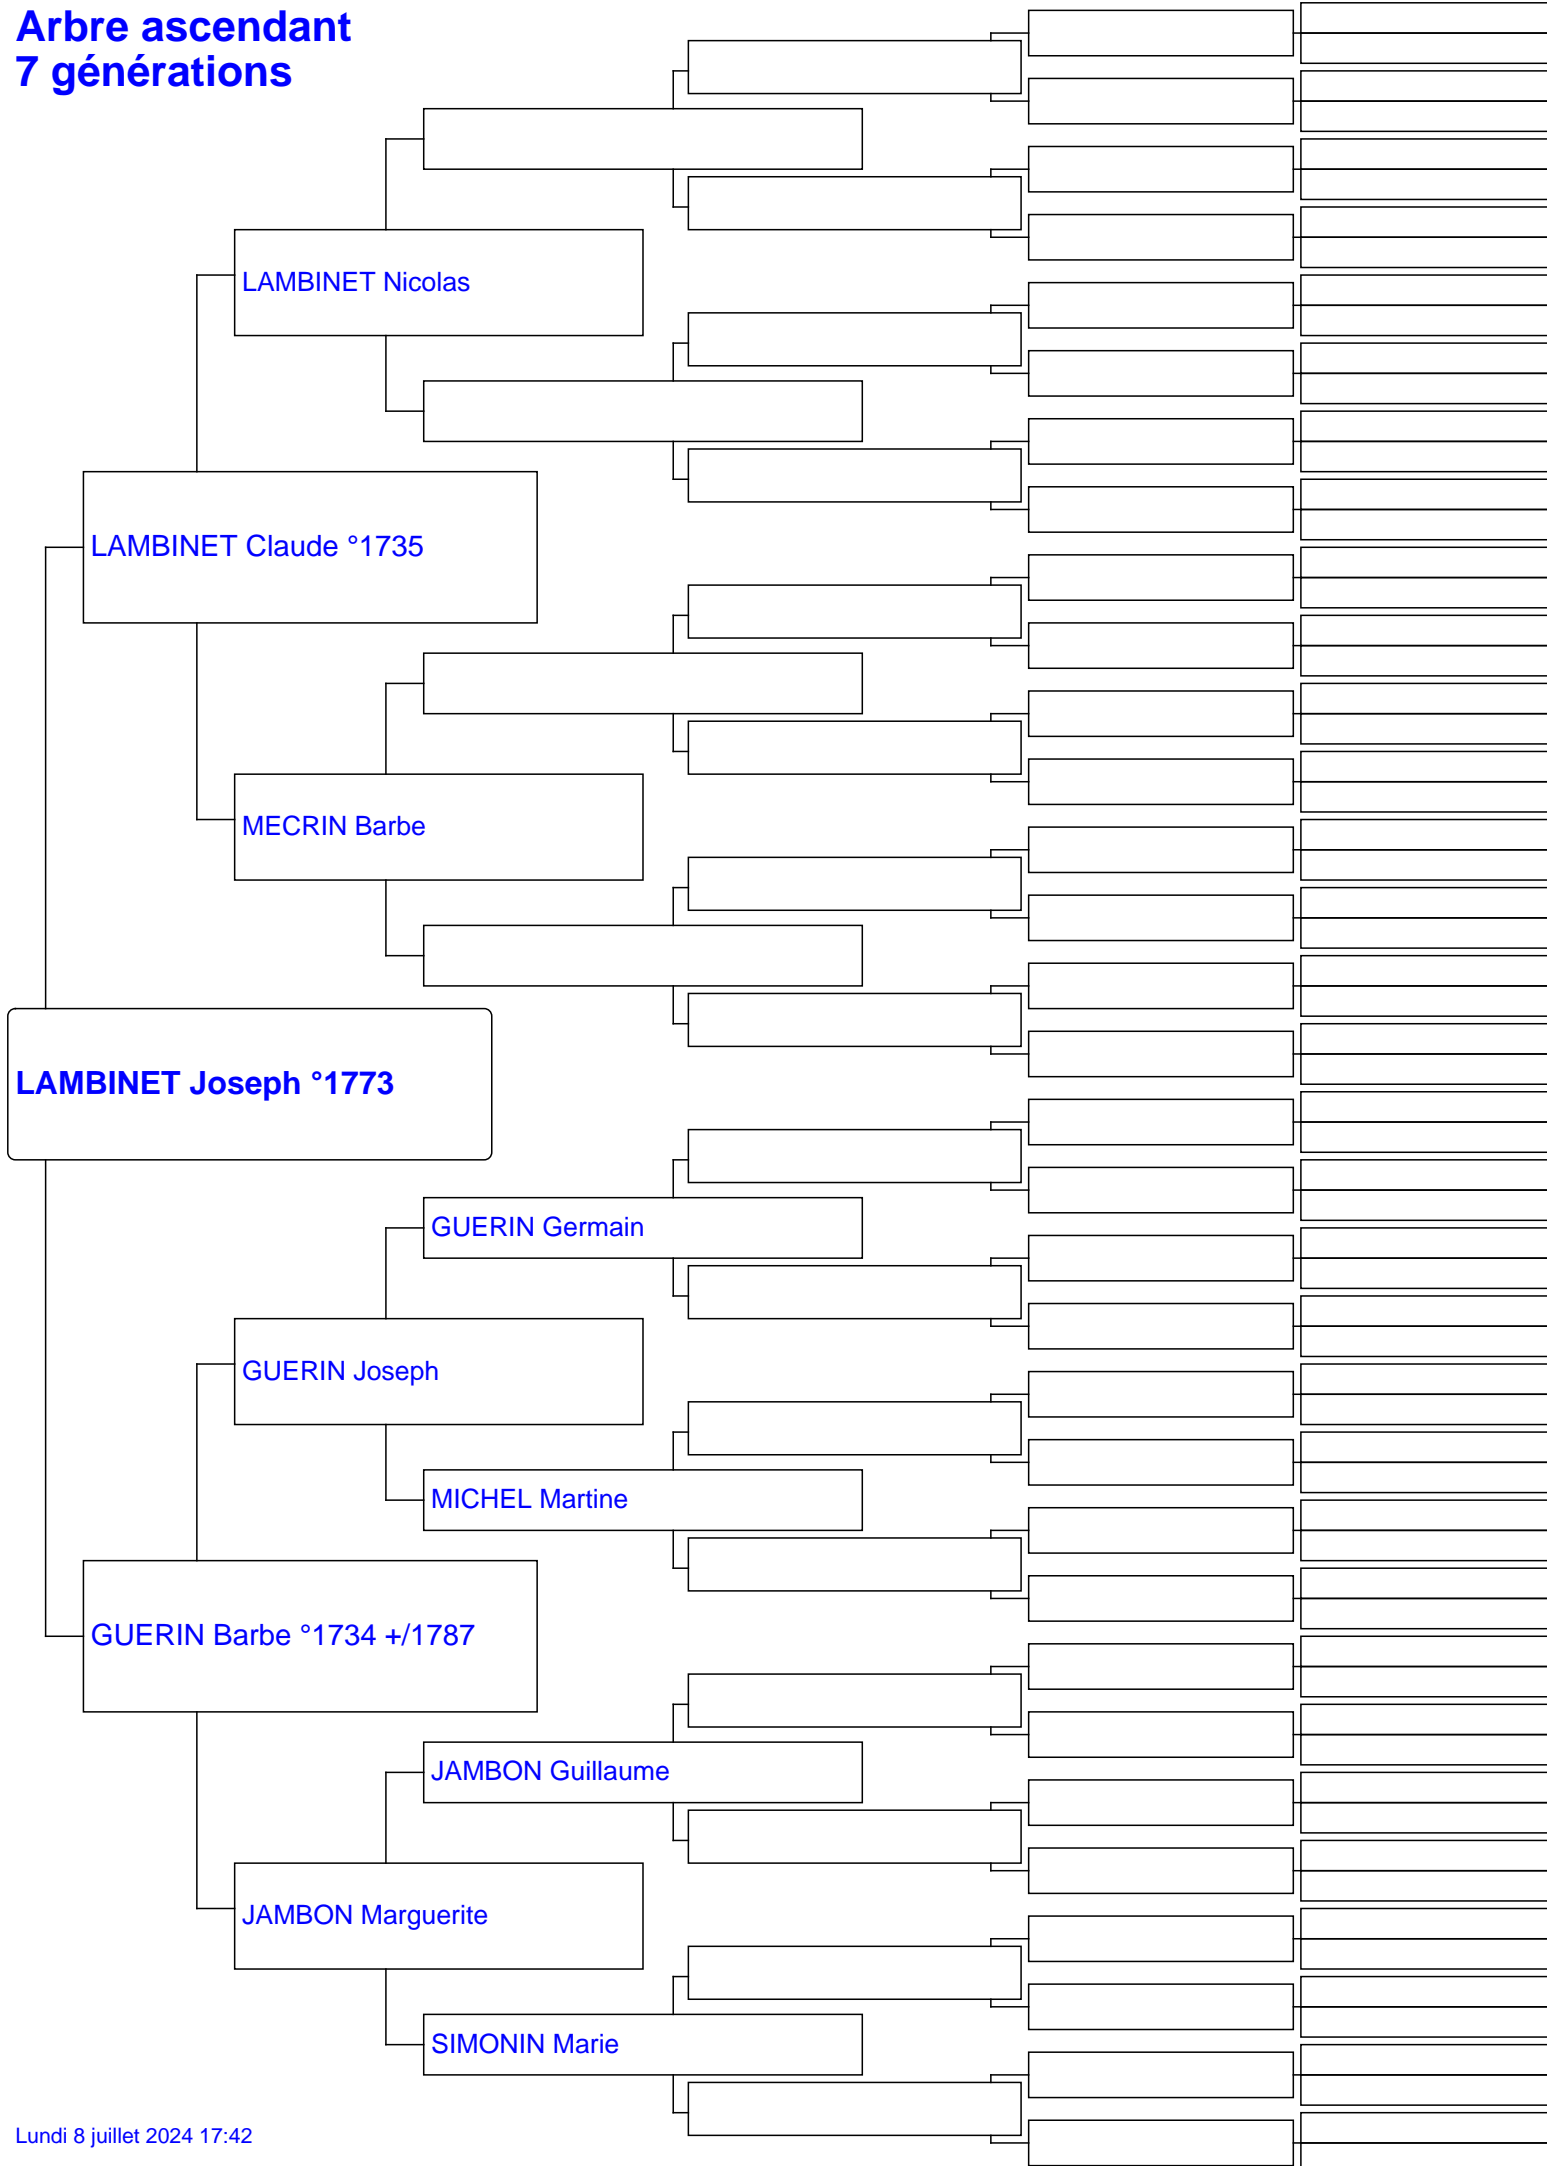 Arbre ascendant
7 générations
LAMBINET Nicolas
LAMBINET Claude °1735
MECRIN Barbe
LAMBINET Joseph °1773
GUERIN Germain
GUERIN Joseph
MICHEL Martine
GUERIN Barbe °1734 +/1787
JAMBON Guillaume
JAMBON Marguerite
SIMONIN Marie
Lundi 8 juillet 2024 17:42